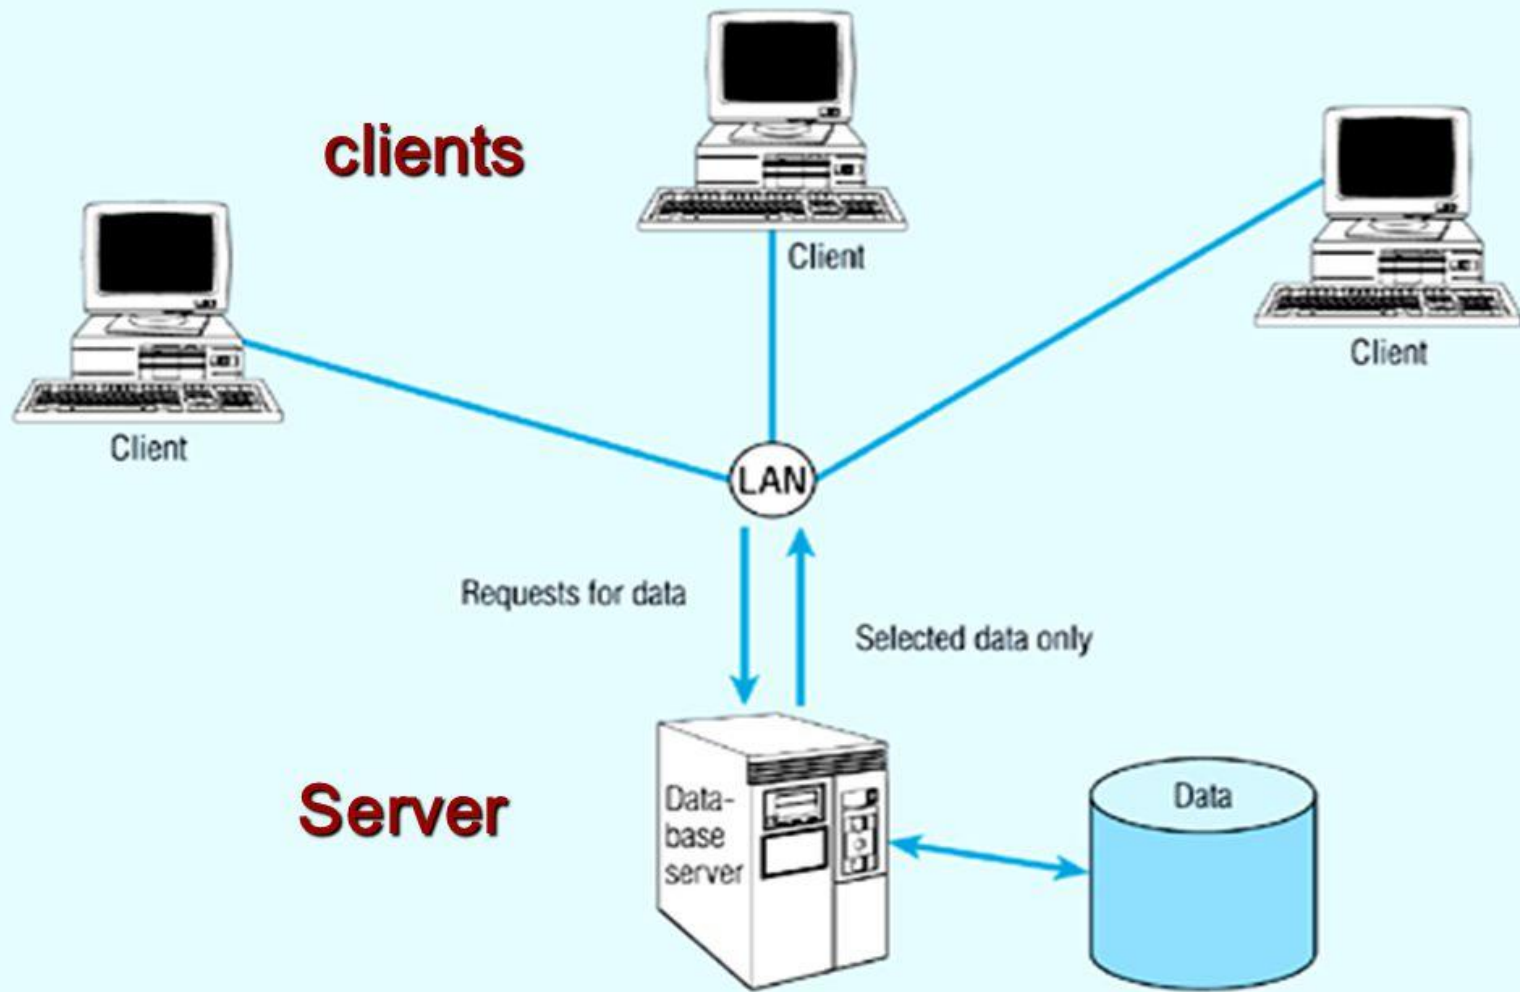 clients
Client
Client
Client
LAN
Requests for data
Selected data only
Server
Data-
base
server
Data